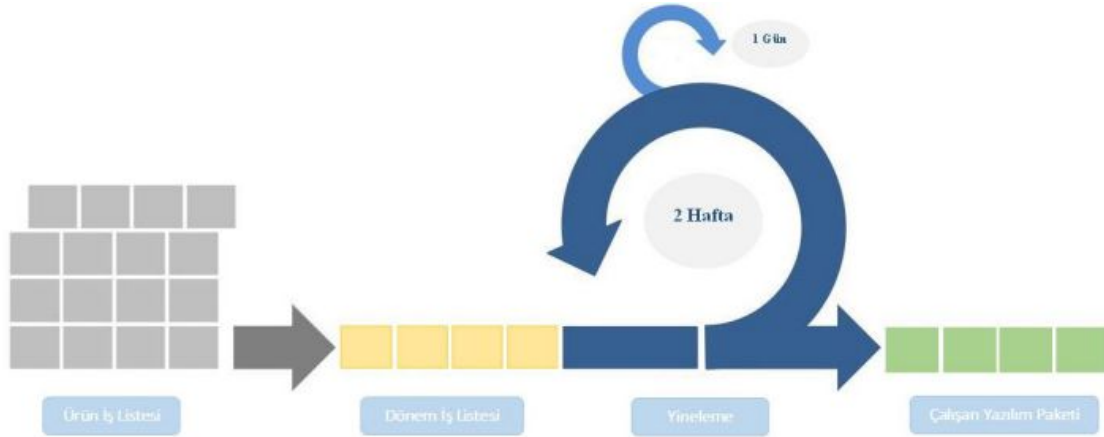 1 Gün
2 Hafta
Ürün İş Listesi
Dönem İş Listesi
Yineleme
Çalışan Yazılım Paketi